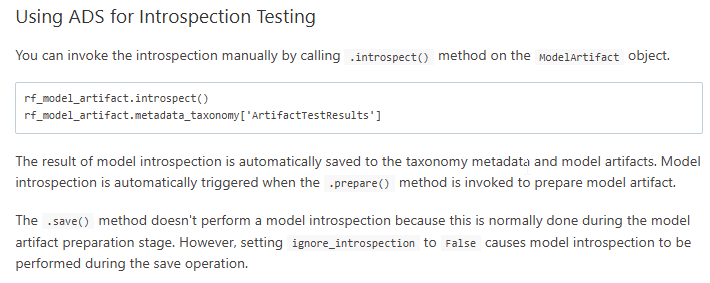 Using ADS for Introspection Testing
You can invoke the introspection manually by calling .introspect() method on the ModelArtifact object.
rf_model_artifact.introspect()
rf_model_artifact.metadata_taxonomy['ArtifactTestResults']
The result of model introspection is automatically saved to the taxonomy metadata and model artifacts. Model
introspection is automatically triggered when the .prepare() method is invoked to prepare model artifact.
The .save() method doesn't perform a model introspection because this is normally done during the model
artifact preparation stage. However, setting ignore_introspection to False causes model introspection to be
performed during the save operation.